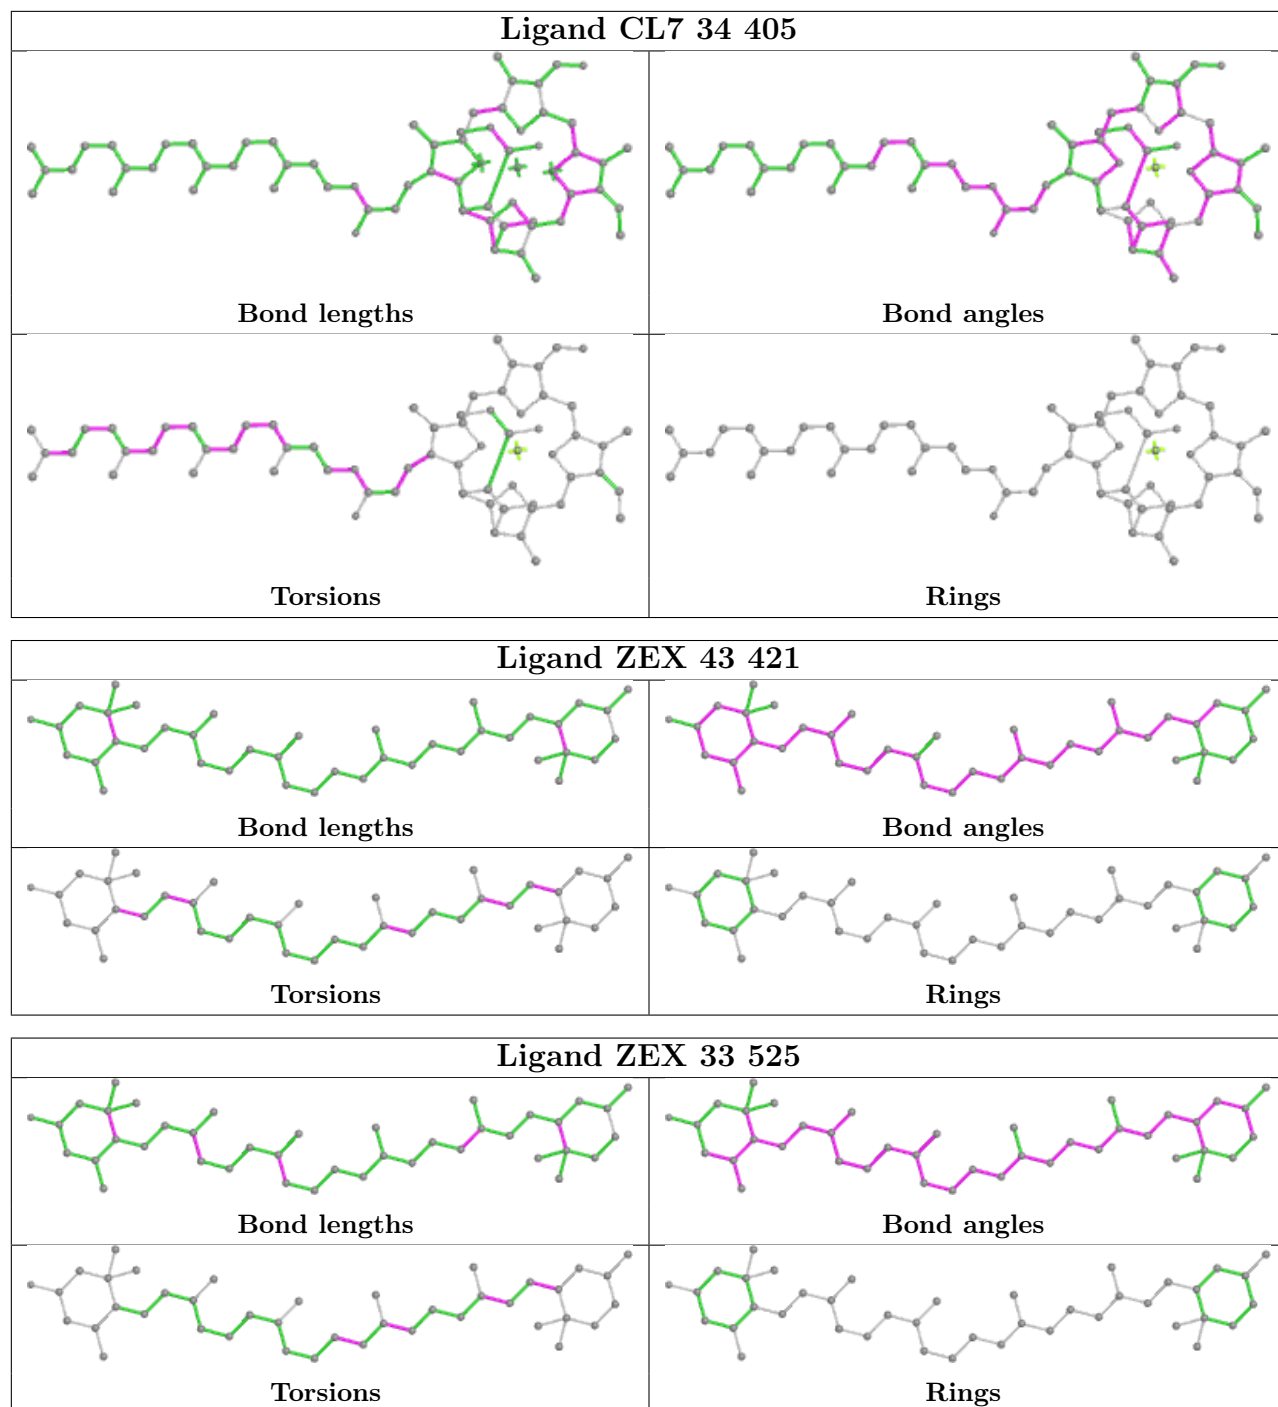 Ligand CL7 34 405
Bond lengths
Bond angles
Torsions
Rings
Ligand ZEX 43 421
Bond lengths
Bond angles
Torsions
Rings
Ligand ZEX 33 525
Bond lengths
Bond angles
Torsions
Rings